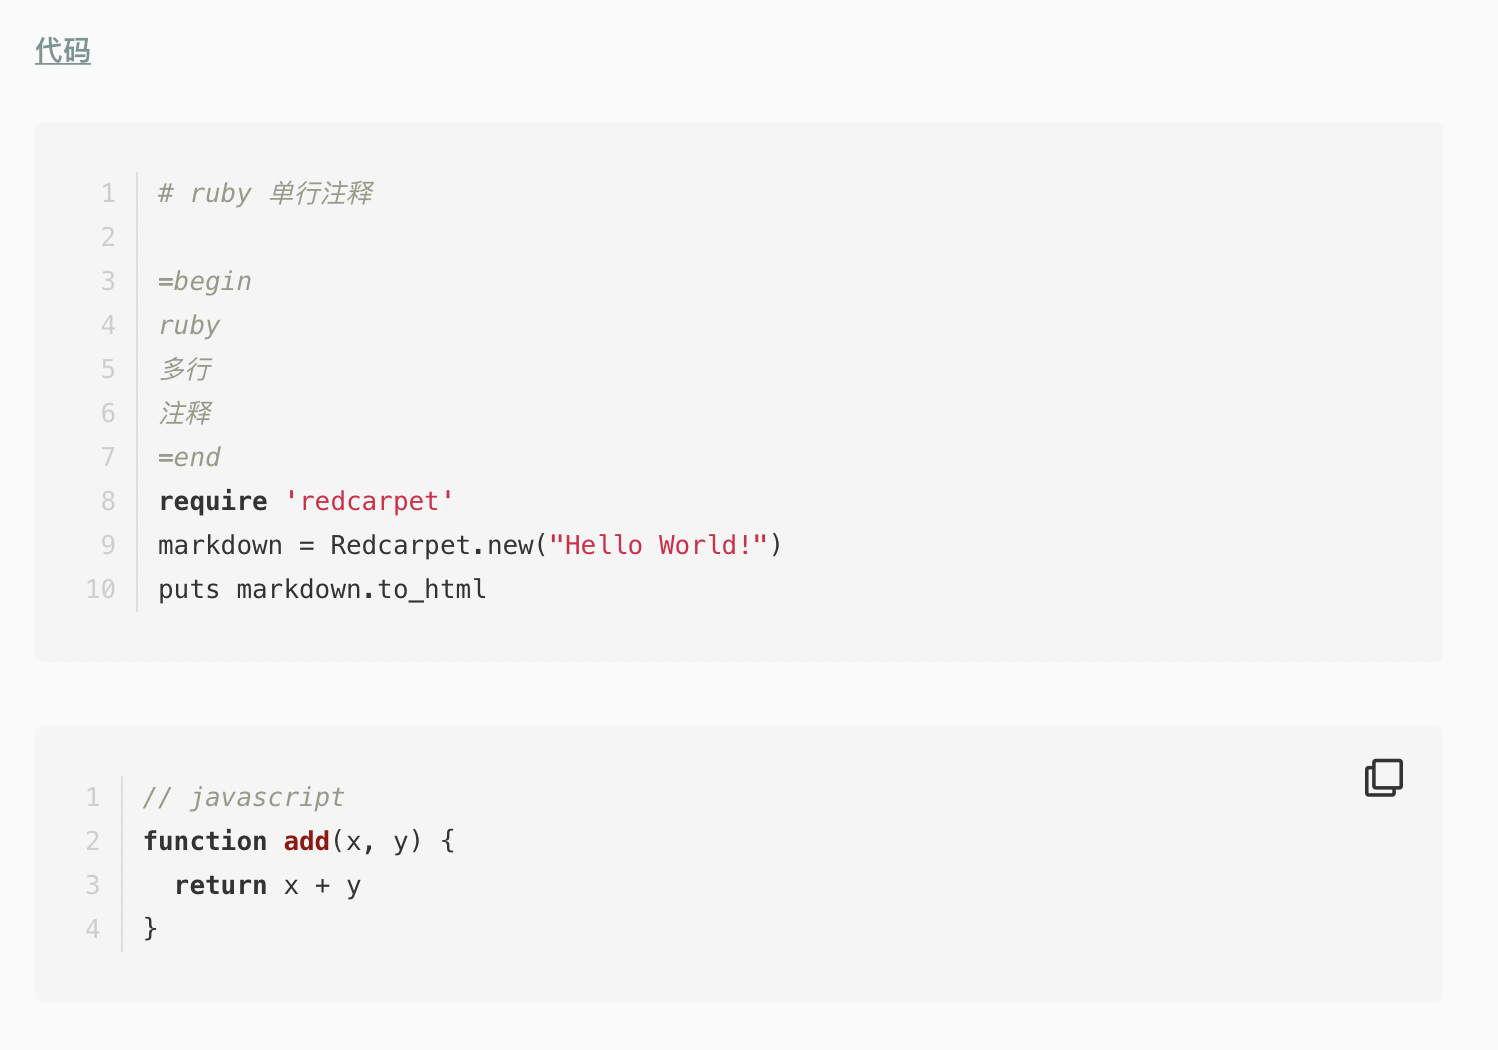 代码
1 # ruby 单行注释
2
3 =begin
4 ruby
5 多行
6 注释
7 =end
8 require 'redcarpet'
9 markdown = Redcarpet.new("Hello World!")
10 puts markdown.to_html
1 // javascript
2 function add(x, y) {
3   return x + y
4 }